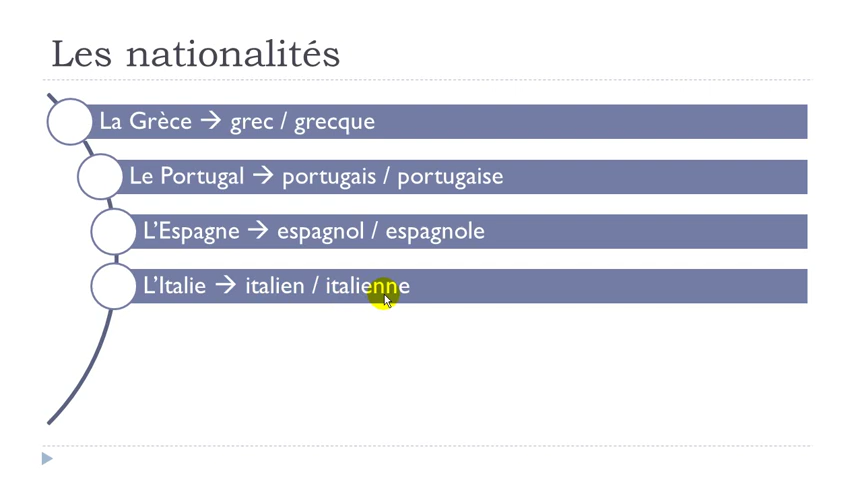 Les nationalités
La Grèce → grec / grecque
Le Portugal → portugais / portugaise
L’Espagne → espagnol / espagnole
L’Italie → italien / italienne